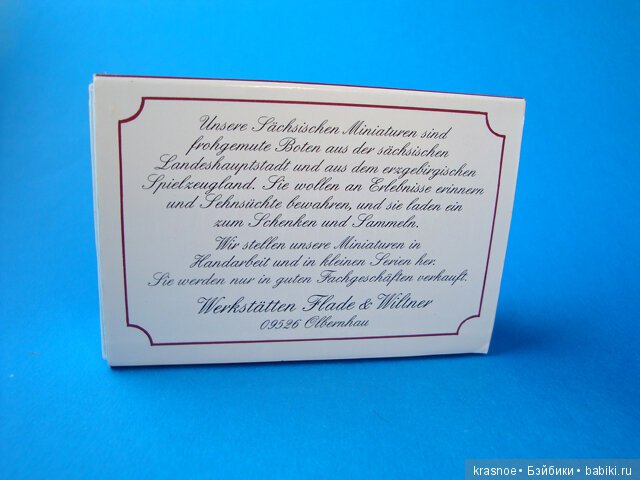 Unsere Sächsischen Miniaturen sind
frohgemute Boten aus der sächsischen
Landeshauptstadt und aus dem erzgebirgischen
Spielzeugland. Sie wollen an Erlebnisse erinnern
und Sehnsüchte bewahren, und sie laden ein
zum Schenken und Sammeln.
Wir stellen unsere Miniaturen in
Handarbeit und in kleinen Serien her.
Sie werden nur in guten Fachgeschäften verkauft.
Werkstätten Flade & Wiltner
09526 Olbernhau
krasnoe • Бэйбики • babiki.ru